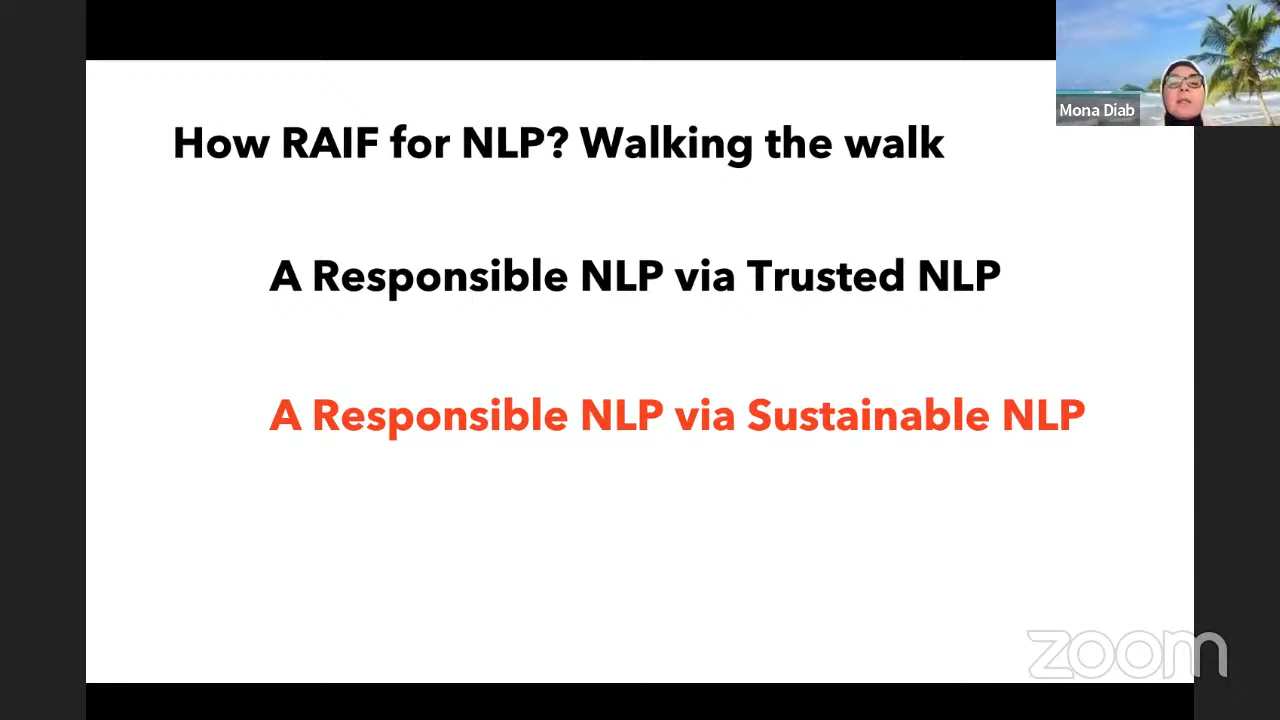 Mona Diab
How RAIF for NLP? Walking the walk
A Responsible NLP via Trusted NLP
A Responsible NLP via Sustainable NLP
zoom